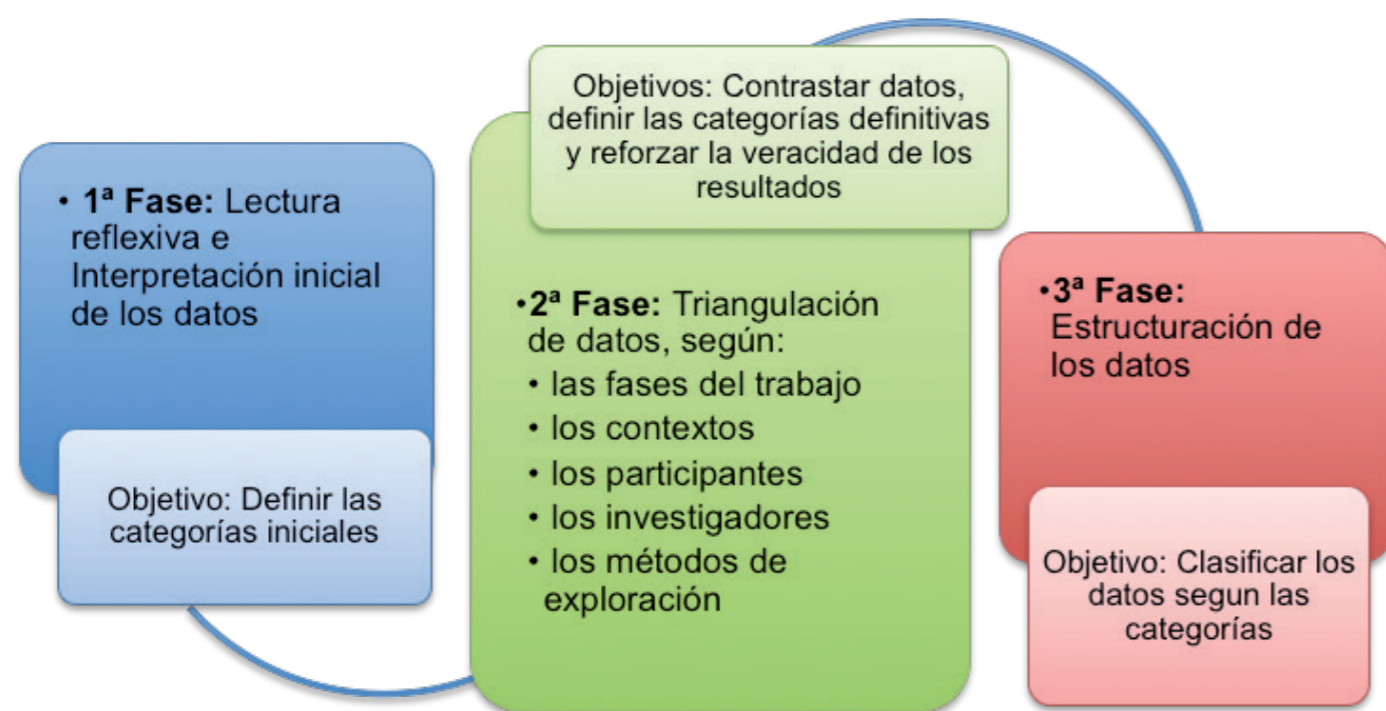 • 1ª Fase: Lectura
reflexiva e
Interpretación inicial
de los datos
Objetivo: Definir las
categorías iniciales
Objetivos: Contrastar datos,
definir las categorías definitivas
y reforzar la veracidad de los
resultados
•2ª Fase: Triangulación
de datos, según:
• las fases del trabajo
• los contextos
• los participantes
• los investigadores
• los métodos de
exploración
•3ª Fase:
Estructuración de
los datos
Objetivo: Clasificar los
datos segun las
categorías